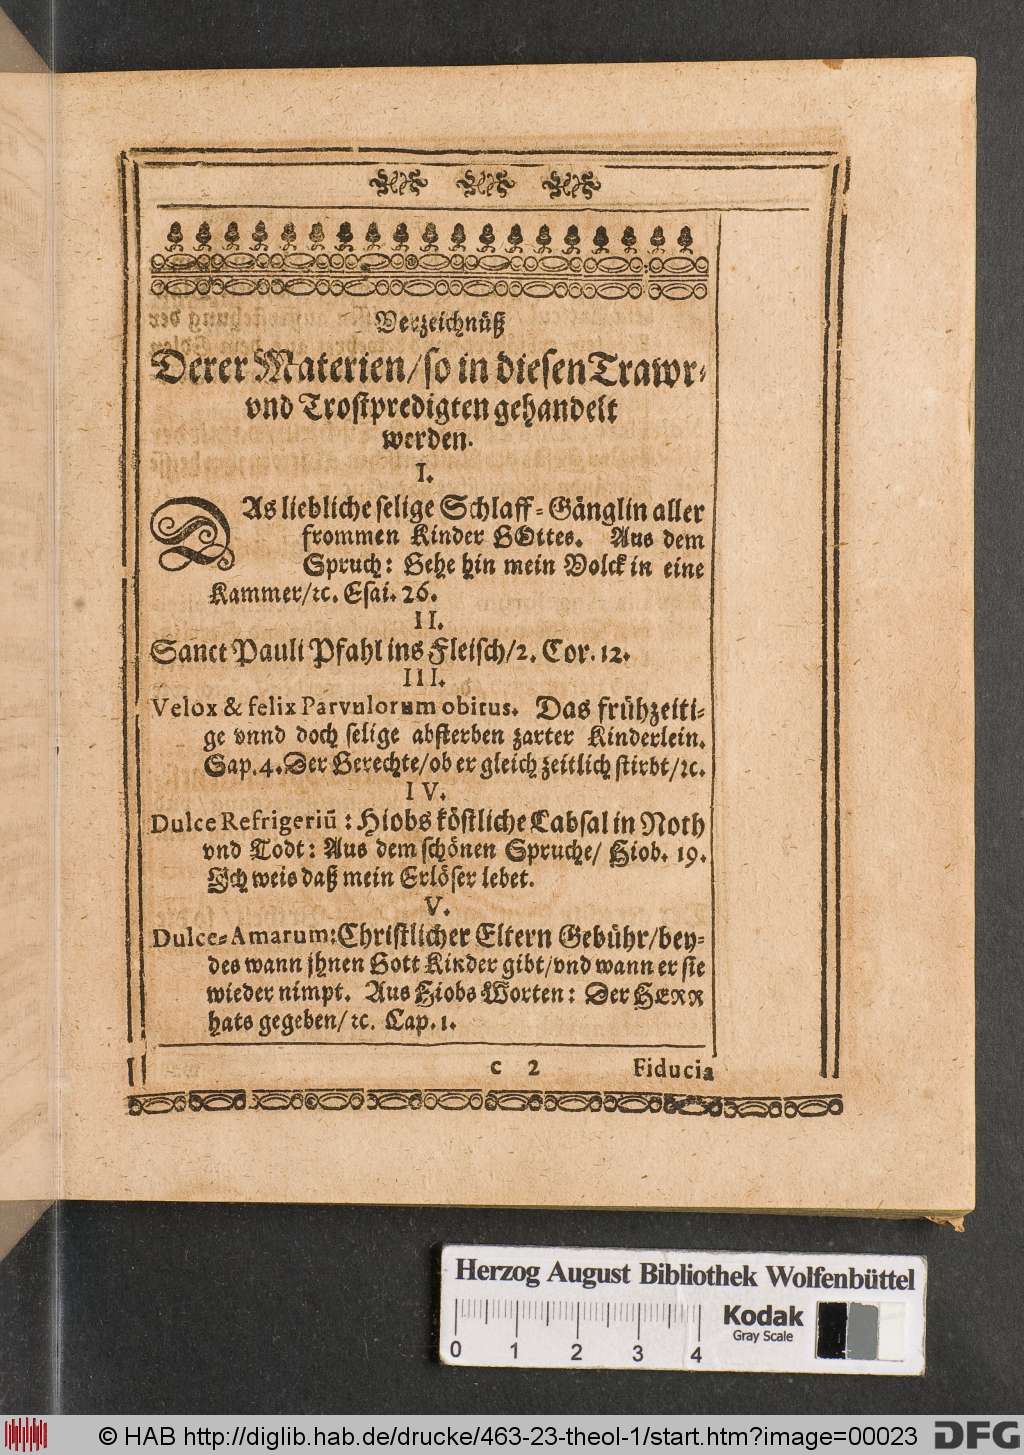 Verzeichnüß
Derer Materien/ so in diesen Trawr-
vnd Trostpredigten gehandelt
werden.
I.
DAs liebliche selige Schlaff-Gänglin aller
frommen Kinder GOttes. Aus dem
Spruch: Gehe hin mein Volck in eine
Kammer/ꝛc. Esai. 26.
II.
Sanct Pauli Pfahl ins Fleisch/2. Cor. 12.
III.
Velox & felix Parvulorum obitus. Das frühzeiti-
ge vnnd doch selige absterben zarter Kinderlein.
Sap. 4. Der Gerechte/ob er gleich zeitlich stirbt/ꝛc.
IV.
Dulce Refrigeriũ: Hiobs köstliche Labsal in Noth
vnd Todt: Aus dem schönen Spruche/ Hiob. 19.
Ich weis daß mein Erlöser lebet.
V.
Dulce-Amarum: Christlicher Eltern Gebühr/bey-
des wann jhnen Gott Kinder gibt/vnd wann er sie
wieder nimpt. Aus Hiobs Worten: Der HERR
hats gegeben/ꝛc. Cap. 1.
c 2 Fiducia
Herzog August Bibliothek Wolfenbüttel
Kodak
Gray Scale
0 1 2 3 4
© HAB http://diglib.hab.de/drucke/463-23-theol-1/start.htm?image=00023
DFG